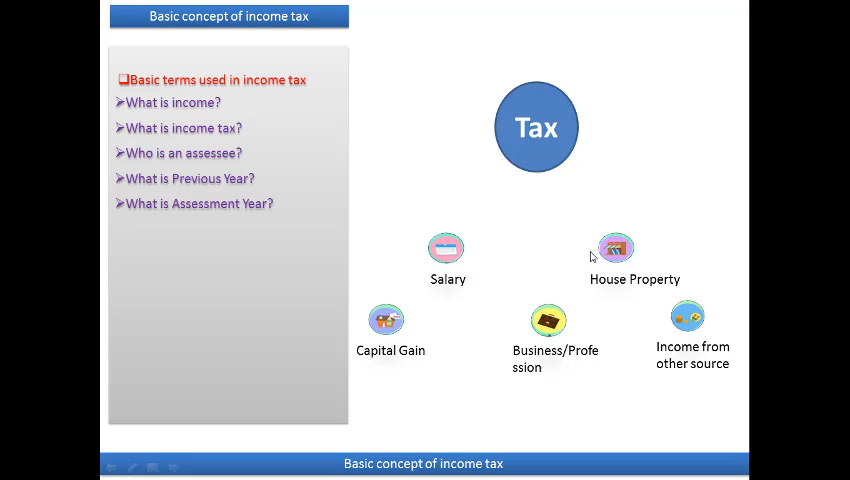 Basic concept of income tax
❑Basic terms used in income tax
➢What is income?
➢What is income tax?
➢Who is an assessee?
➢What is Previous Year?
➢What is Assessment Year?
Tax
Salary
House Property
Capital Gain
Business/Profe
ssion
Income from
other source
Basic concept of income tax